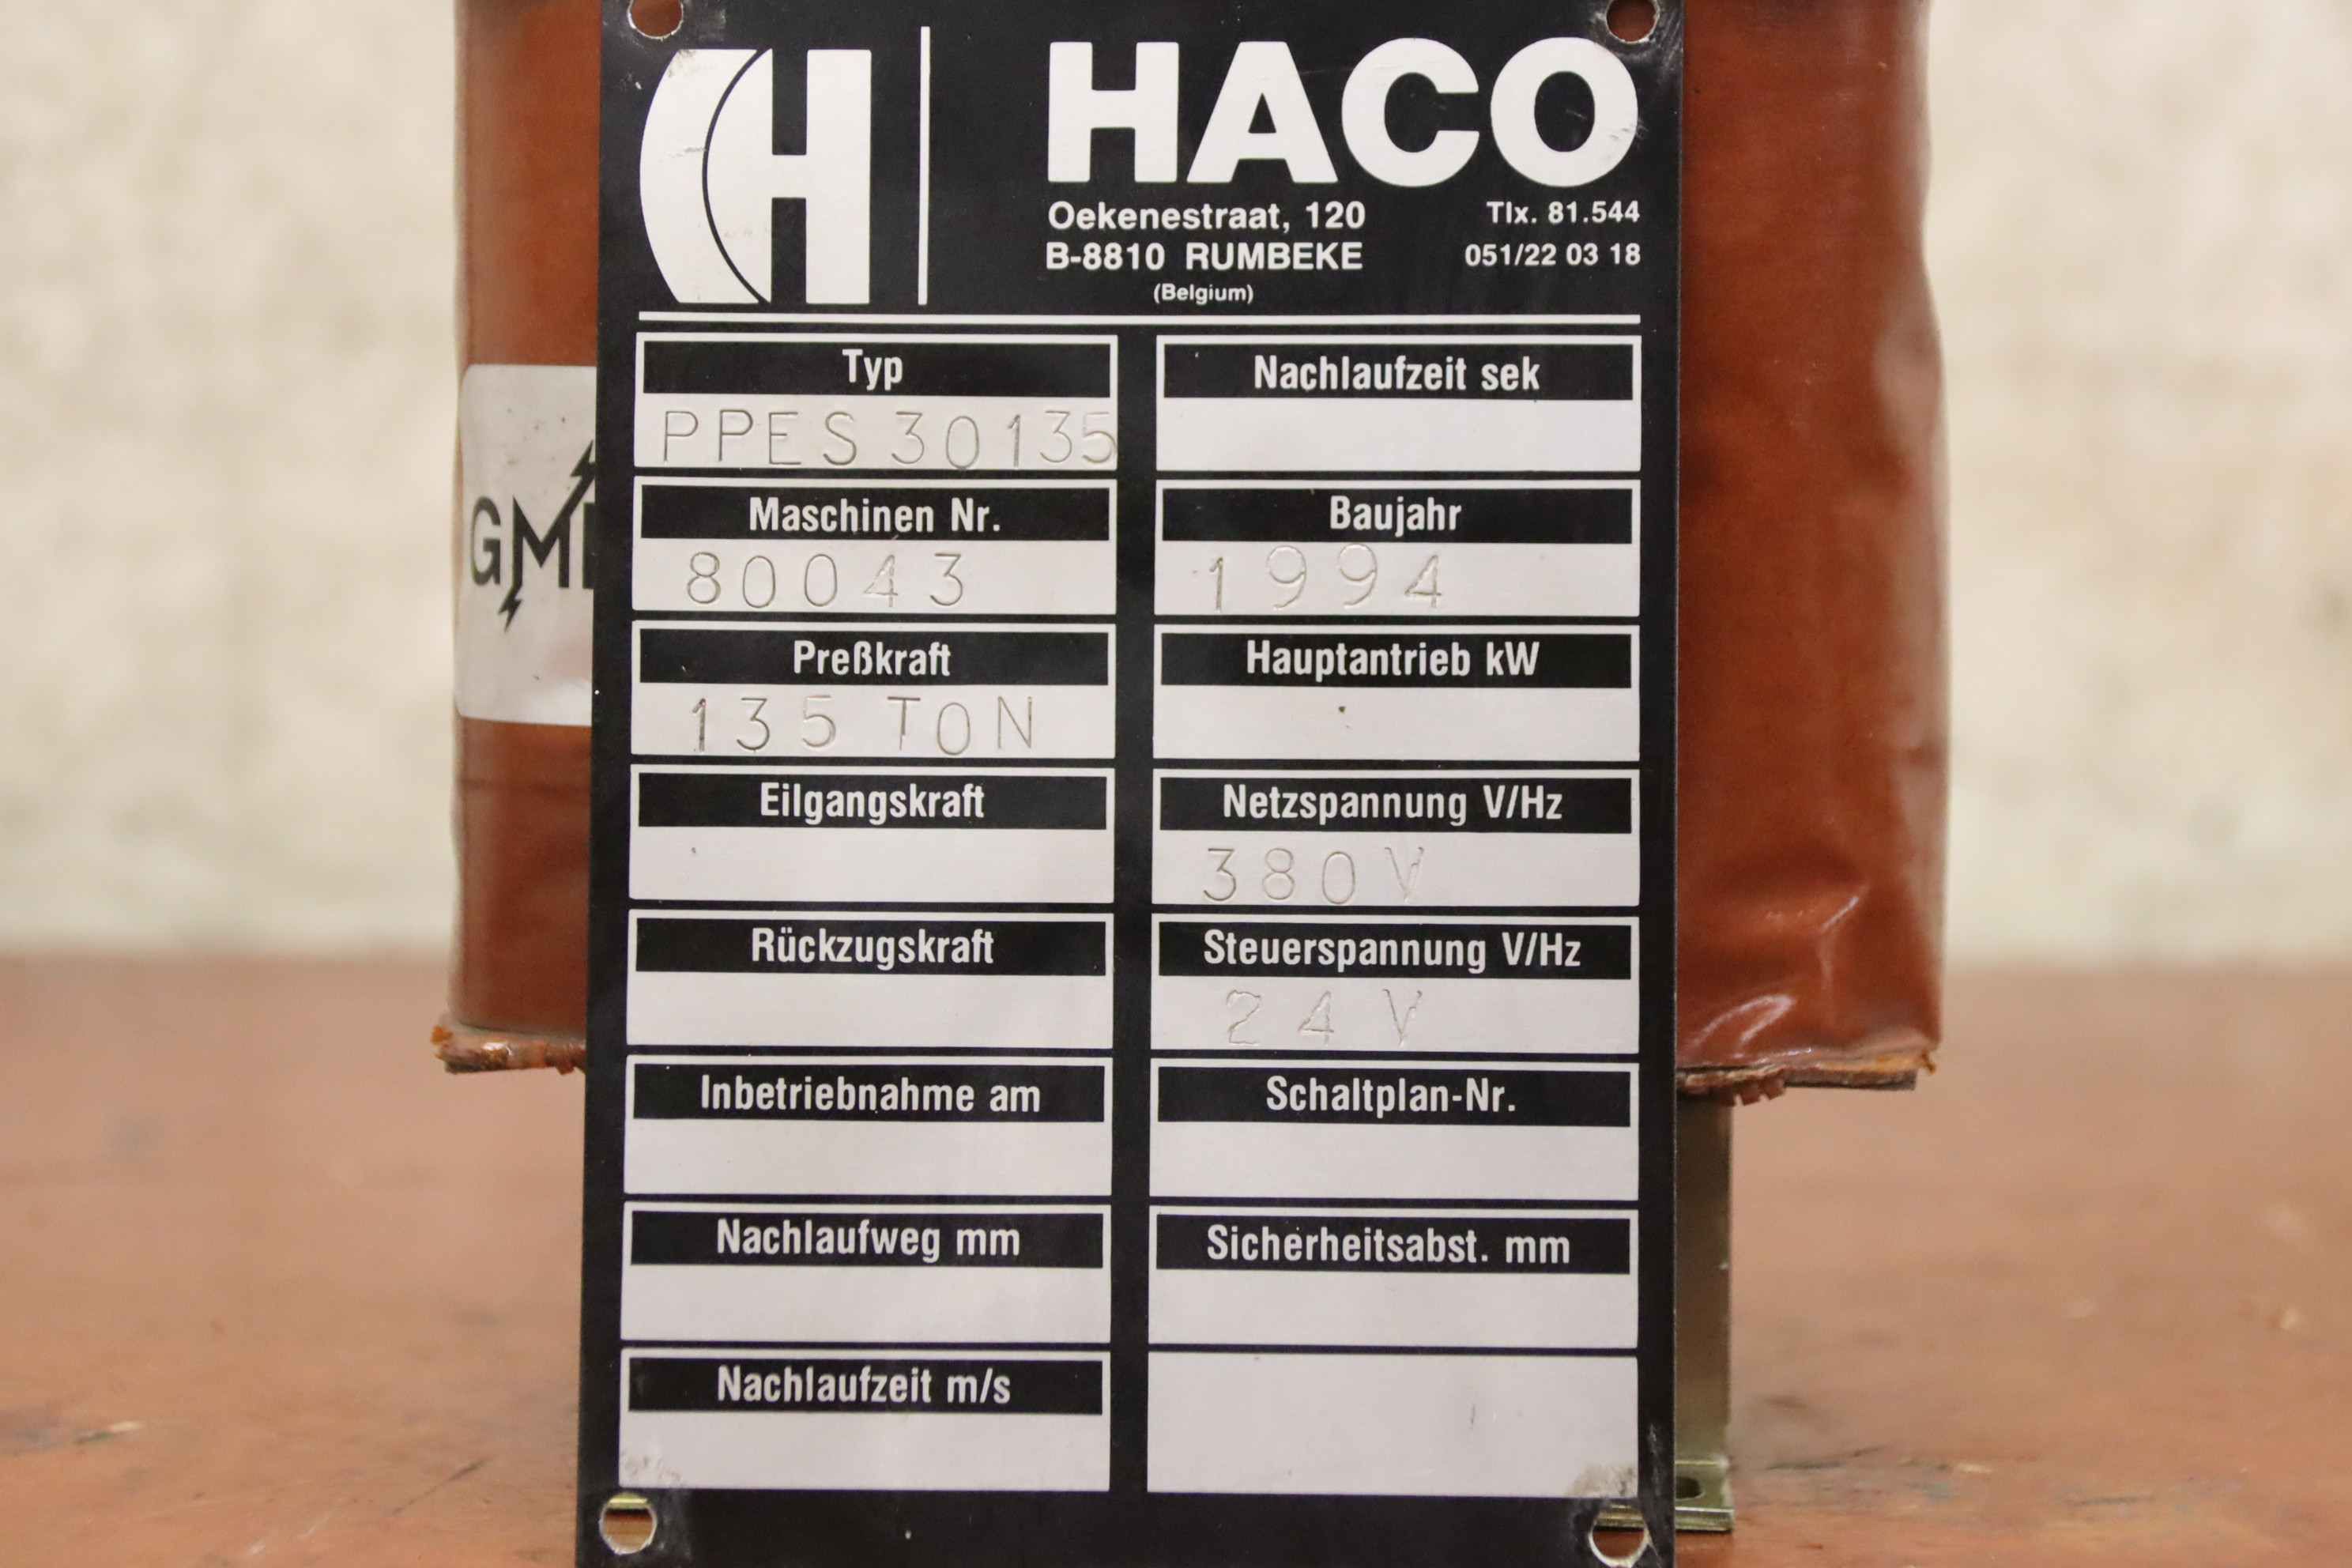 HACO
Oekenestraat, 120 Tlx. 81.544
B-8810 RUMBEKE 051/22 03 18
(Belgium)
Typ
PPES 30135
Nachlaufzeit sek
Maschinen Nr.
80043
Baujahr
1994
Preßkraft
135 TON
Hauptantrieb kW
Eilgangskraft
Netzspannung V/Hz
380V
Rückzugskraft
Steuerspannung V/Hz
24 V
Inbetriebnahme am
Schaltplan-Nr.
Nachlaufweg mm
Sicherheitsabst. mm
Nachlaufzeit m/s